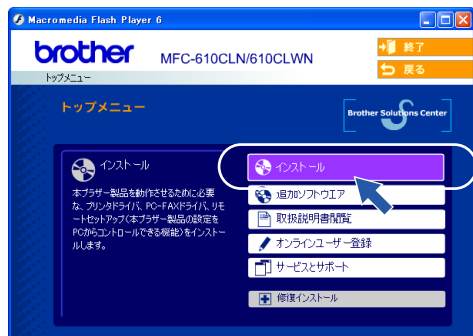 Macromedia Flash Player 6
brother
MFC-610CLN/610CLWN
終了
戻る
トップメニュー
トップメニュー
Brother Solutions Center
インストール
本ブラザー製品を動作させるために必要
な、プリンタドライバ、PC-FAXドライバ、リモ
ートセットアップ(本ブラザー製品の設定を
PCからコントロールできる機能)をインストー
ルします。
インストール
追加ソフトウエア
取扱説明書閲覧
オンラインユーザー登録
サービスとサポート
修復インストール